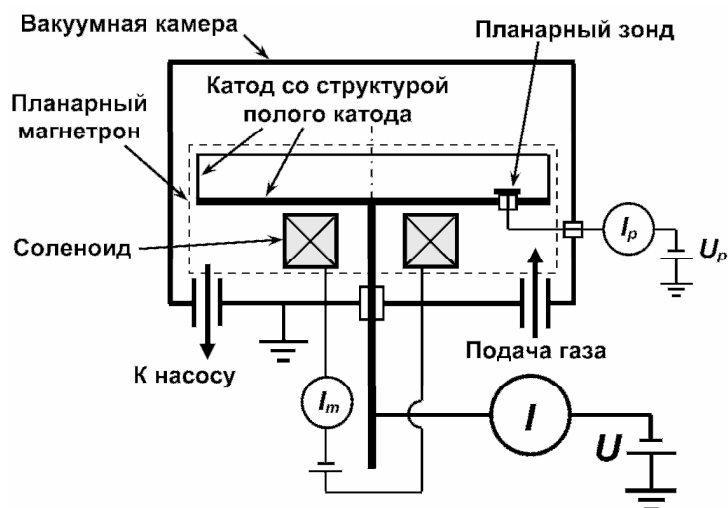 Вакуумная камера
Планарный зонд
Катод со структурой
полого катода
Планарный
магнетрон
Соленоид
I_p
U_p
К насосу
Подача газа
I_m
I
U